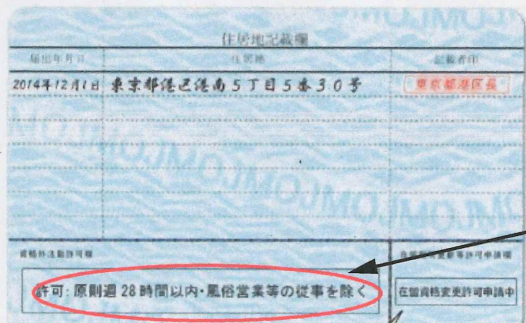 住居地記載欄
届出年月日 住居地 記載者印
2014年12月1日 東京都港区港南5丁目5番30号 東京都港区長
MOJMOJMOJMOJ
資格外活動許可欄 在留期間更新等許可申請欄
許可:原則週28時間以内・風俗営業等の従事を除く 在留資格変更許可申請中